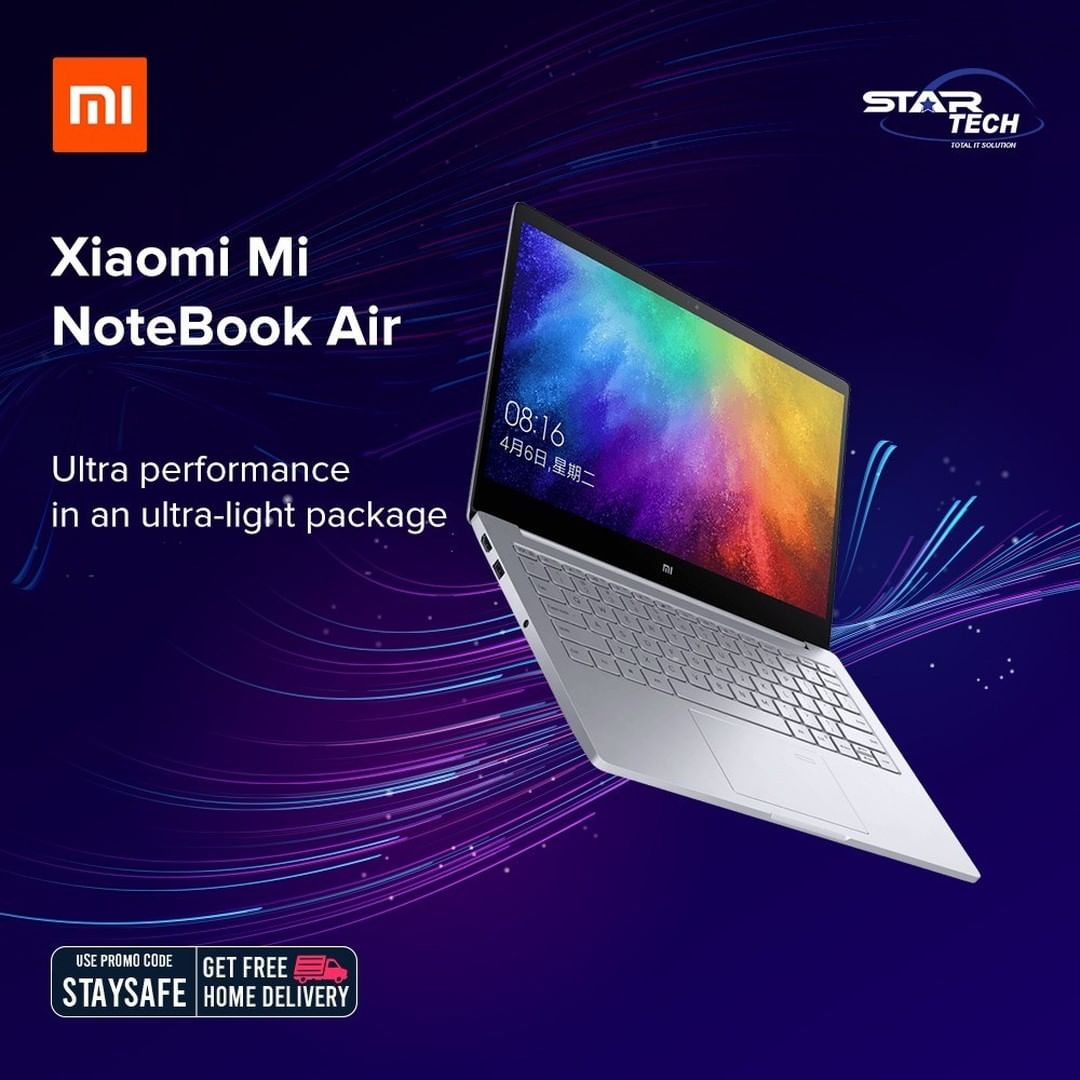 mi
STAR
TECH
TOTAL IT SOLUTION
Xiaomi Mi
NoteBook Air
Ultra performance
in an ultra-light package
08:16
4月6日,星期二
mi
USE PROMO CODE
STAYSAFE
GET FREE
HOME DELIVERY